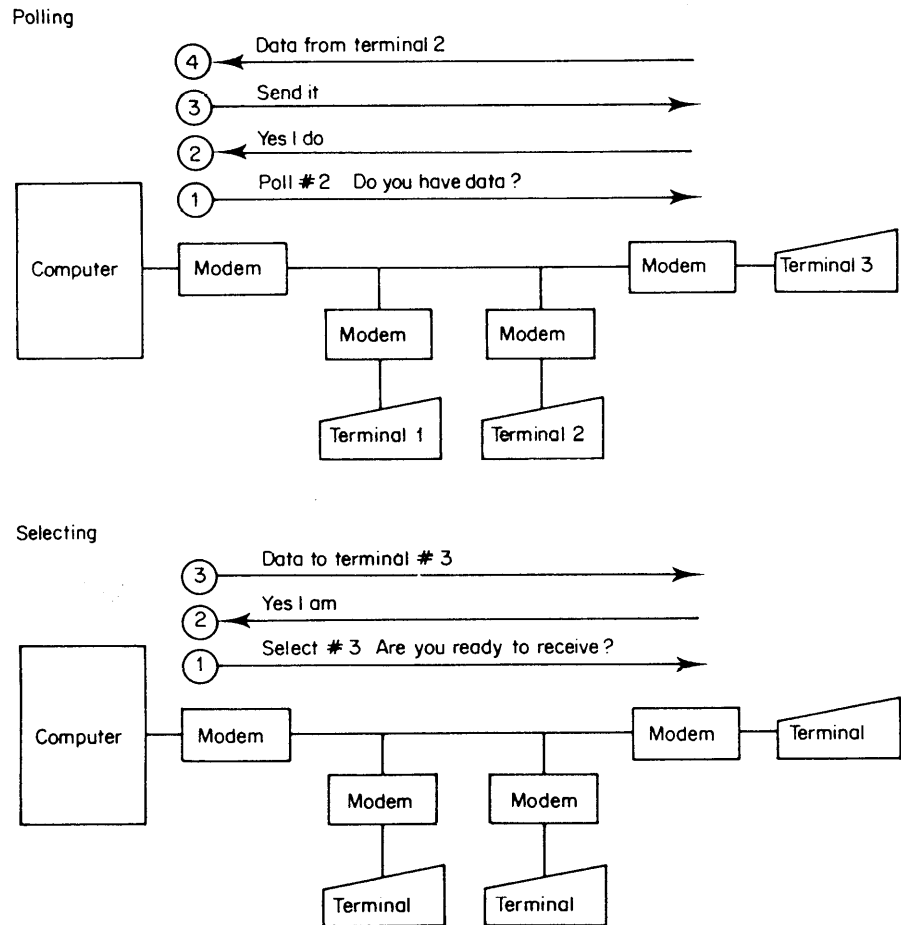 Polling
4 Data from terminal 2
3 Send it
2 Yes I do
1 Poll # 2 Do you have data?
Computer
Modem
Modem
Terminal 3
Modem
Modem
Terminal 1
Terminal 2
Selecting
3 Data to terminal # 3
2 Yes I am
1 Select # 3 Are you ready to receive?
Computer
Modem
Modem
Terminal
Modem
Modem
Terminal
Terminal